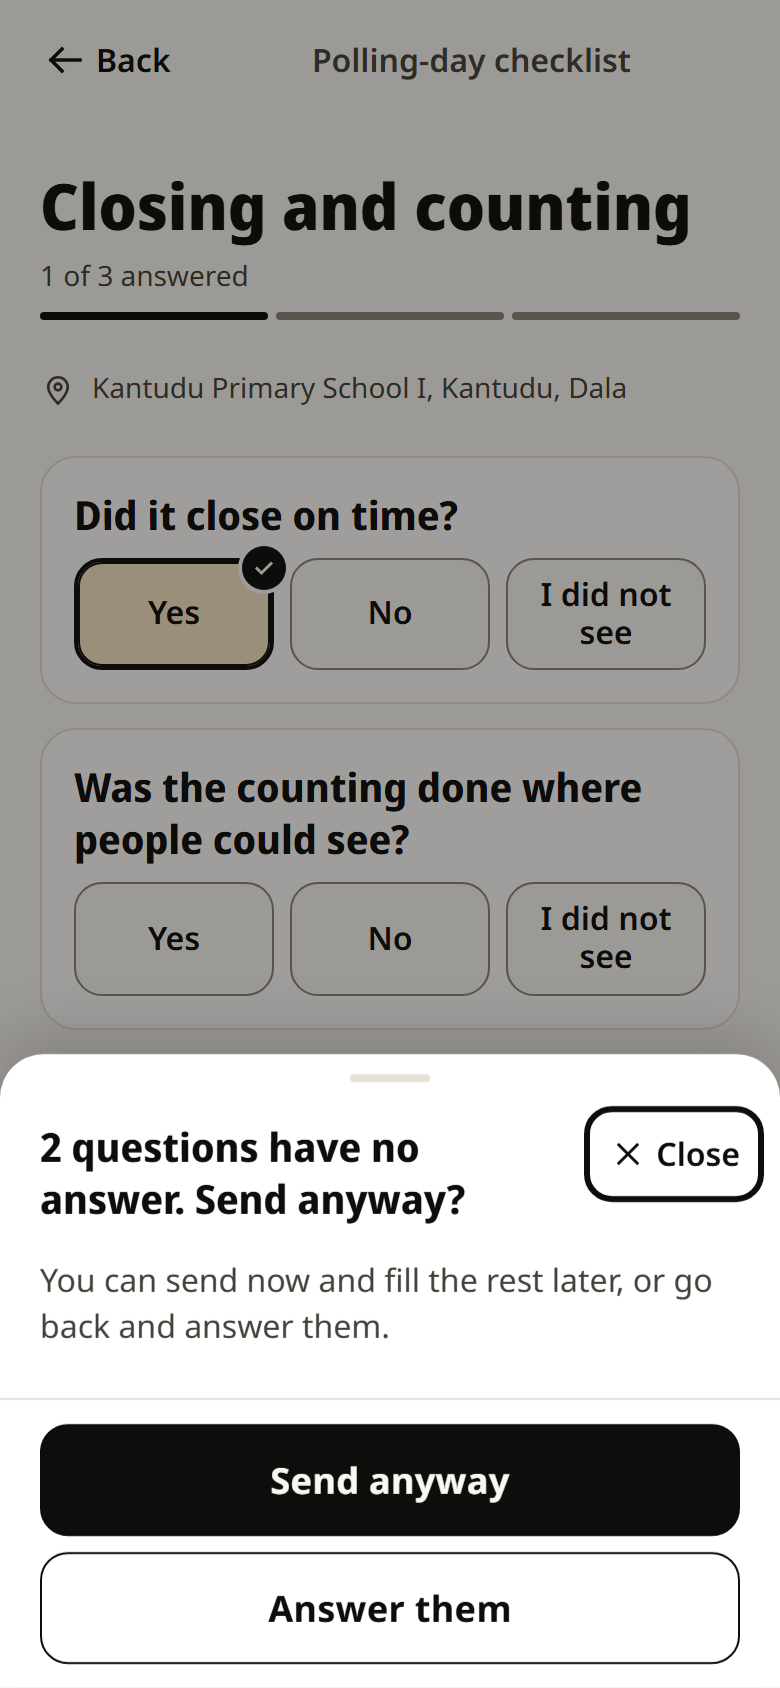 Back
Polling-day checklist
Closing and counting
1 of 3 answered
Kantudu Primary School I, Kantudu, Dala
Did it close on time?
Yes
No
I did not
see
Was the counting done where
people could see?
Yes
No
I did not
see
2 questions have no
answer. Send anyway?
Close
You can send now and fill the rest later, or go
back and answer them.
Send anyway
Answer them